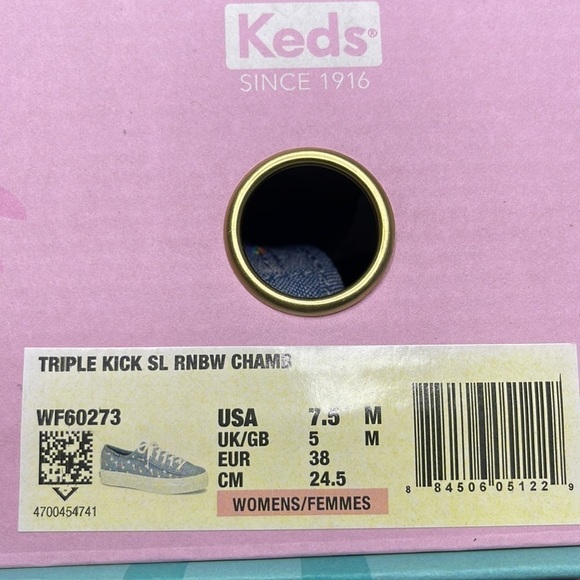 Keds®
SINCE 1916
TRIPLE KICK SL RNBW CHAMB
WF60273
USA 7.5 M
UK/GB 5 M
EUR 38
CM 24.5
WOMENS/FEMMES
4700454741
8 84506 05122 9